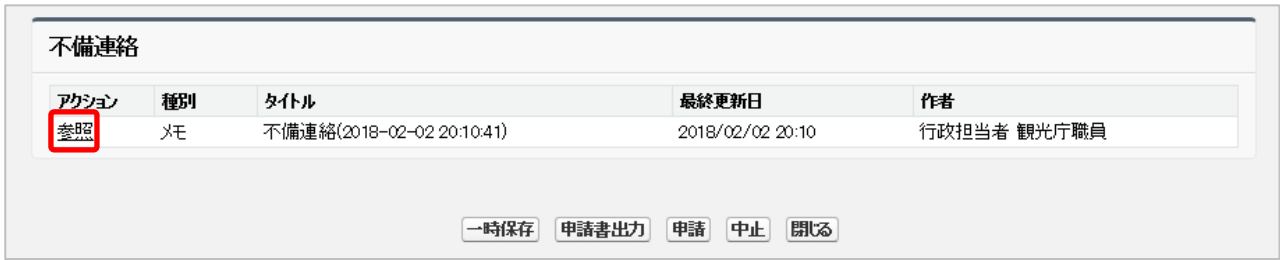 不備連絡
アクション 種別 タイトル 最終更新日 作者
参照 メモ 不備連絡(2018-02-02 20:10:41) 2018/02/02 20:10 行政担当者 観光庁職員
一時保存 申請書出力 申請 中止 閉じる